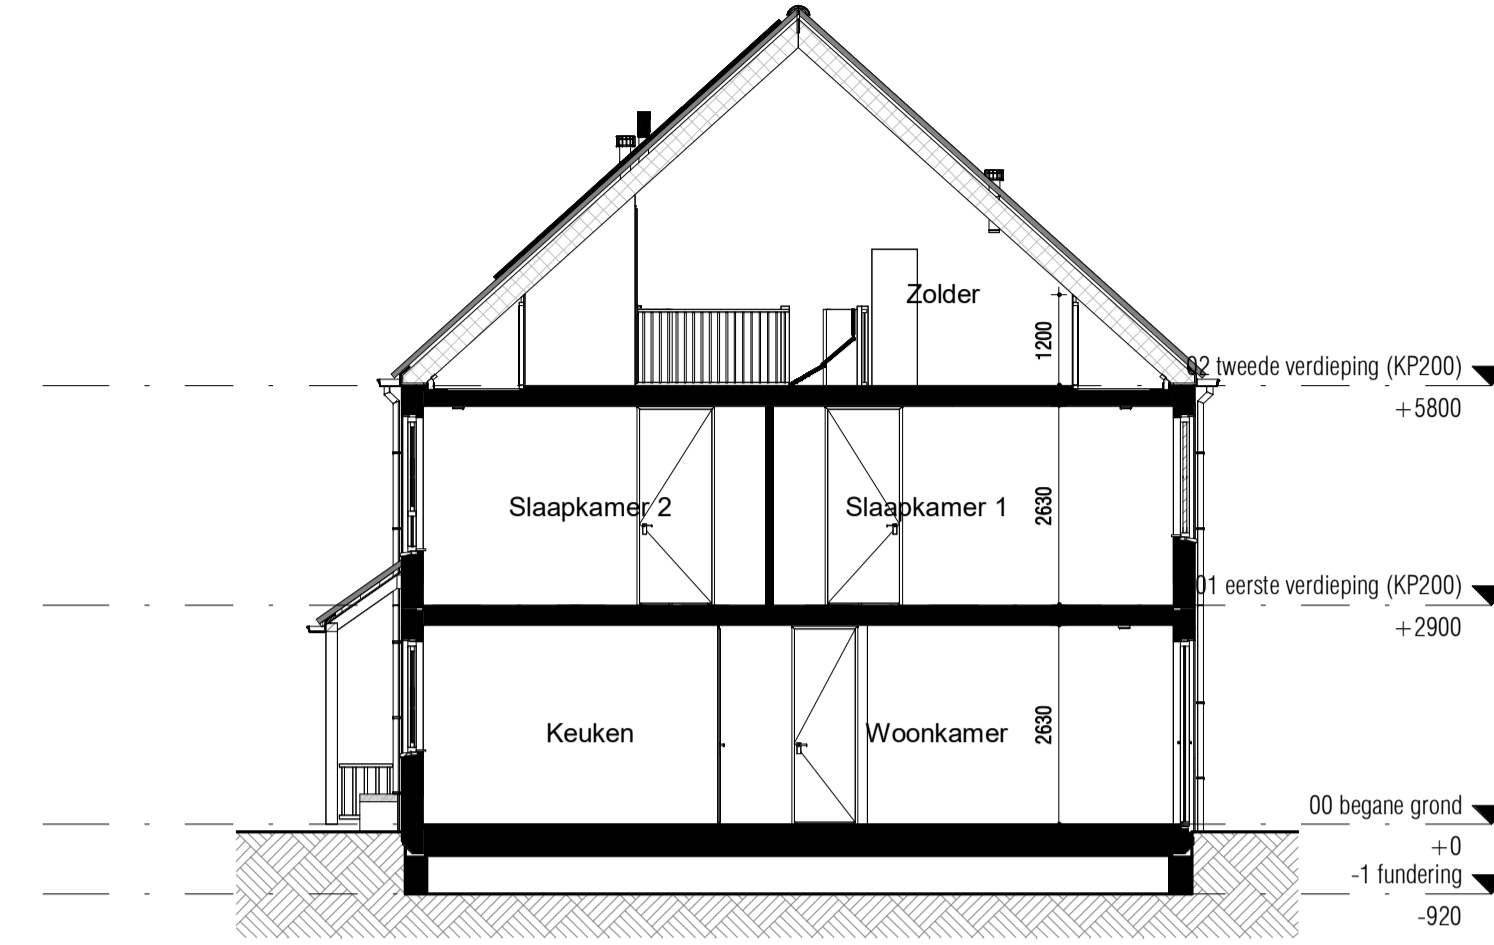 Zolder
1200
02 tweede verdieping (KP200)
+5800
Slaapkamer 2
Slaapkamer 1
2630
01 eerste verdieping (KP200)
+2900
Keuken
Woonkamer
2630
00 begane grond
+0
-1 fundering
-920